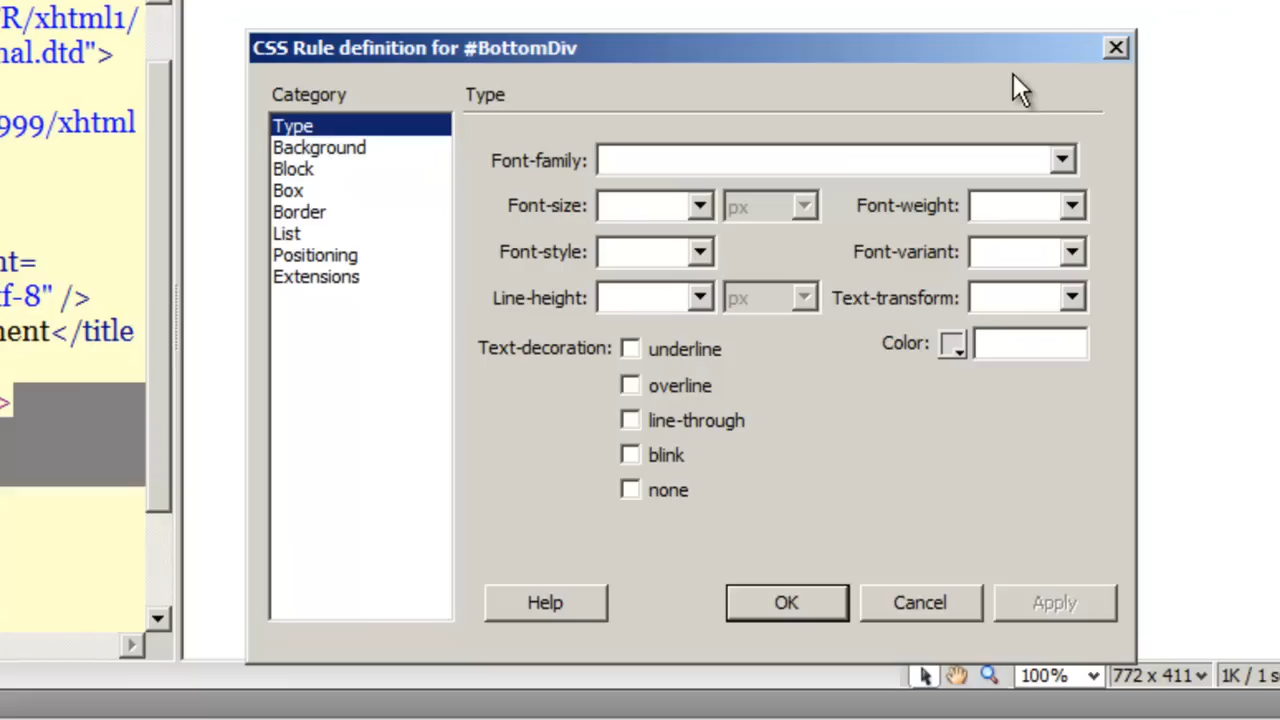 R/xhtml1/
nal.dtd">
999/xhtml
nt=
f-8" />
ment</title
>
CSS Rule definition for #BottomDiv
Category
Type
Background
Block
Box
Border
List
Positioning
Extensions
Type
Font-family:
Font-size:
px
Font-weight:
Font-style:
Font-variant:
Line-height:
px
Text-transform:
Text-decoration:
underline
Color:
overline
line-through
blink
none
Help
OK
Cancel
Apply
100%
772 x 411
1K / 1 s